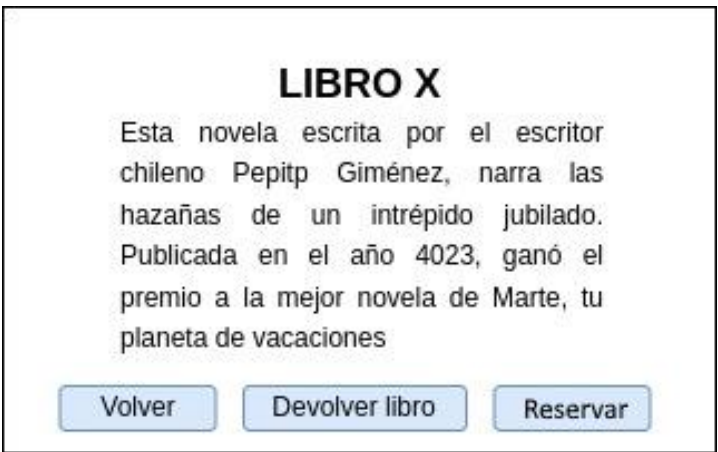 LIBRO X
Esta novela escrita por el escritor
chileno Pepitp Giménez, narra las
hazañas de un intrépido jubilado.
Publicada en el año 4023, ganó el
premio a la mejor novela de Marte, tu
planeta de vacaciones
Volver Devolver libro Reservar